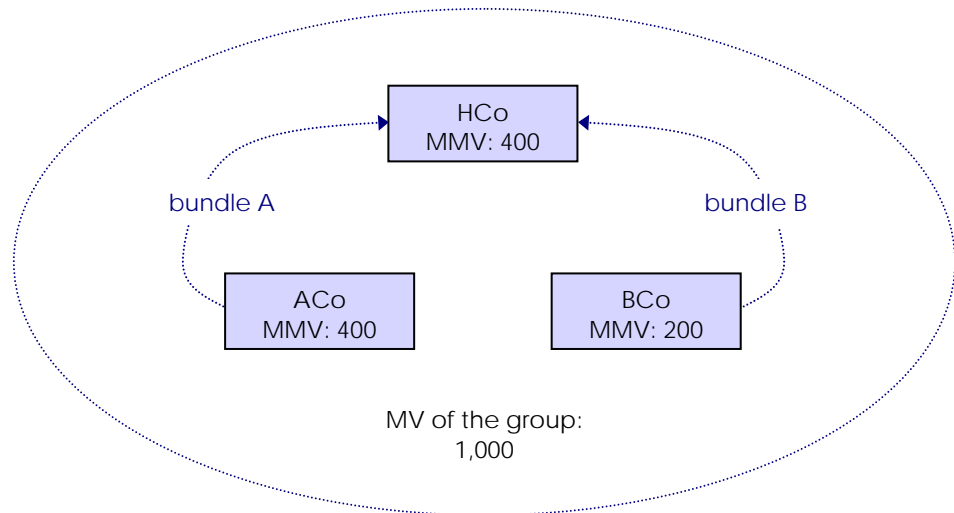 HCo
MMV: 400
bundle A
bundle B
ACo
MMV: 400
BCo
MMV: 200
MV of the group:
1,000